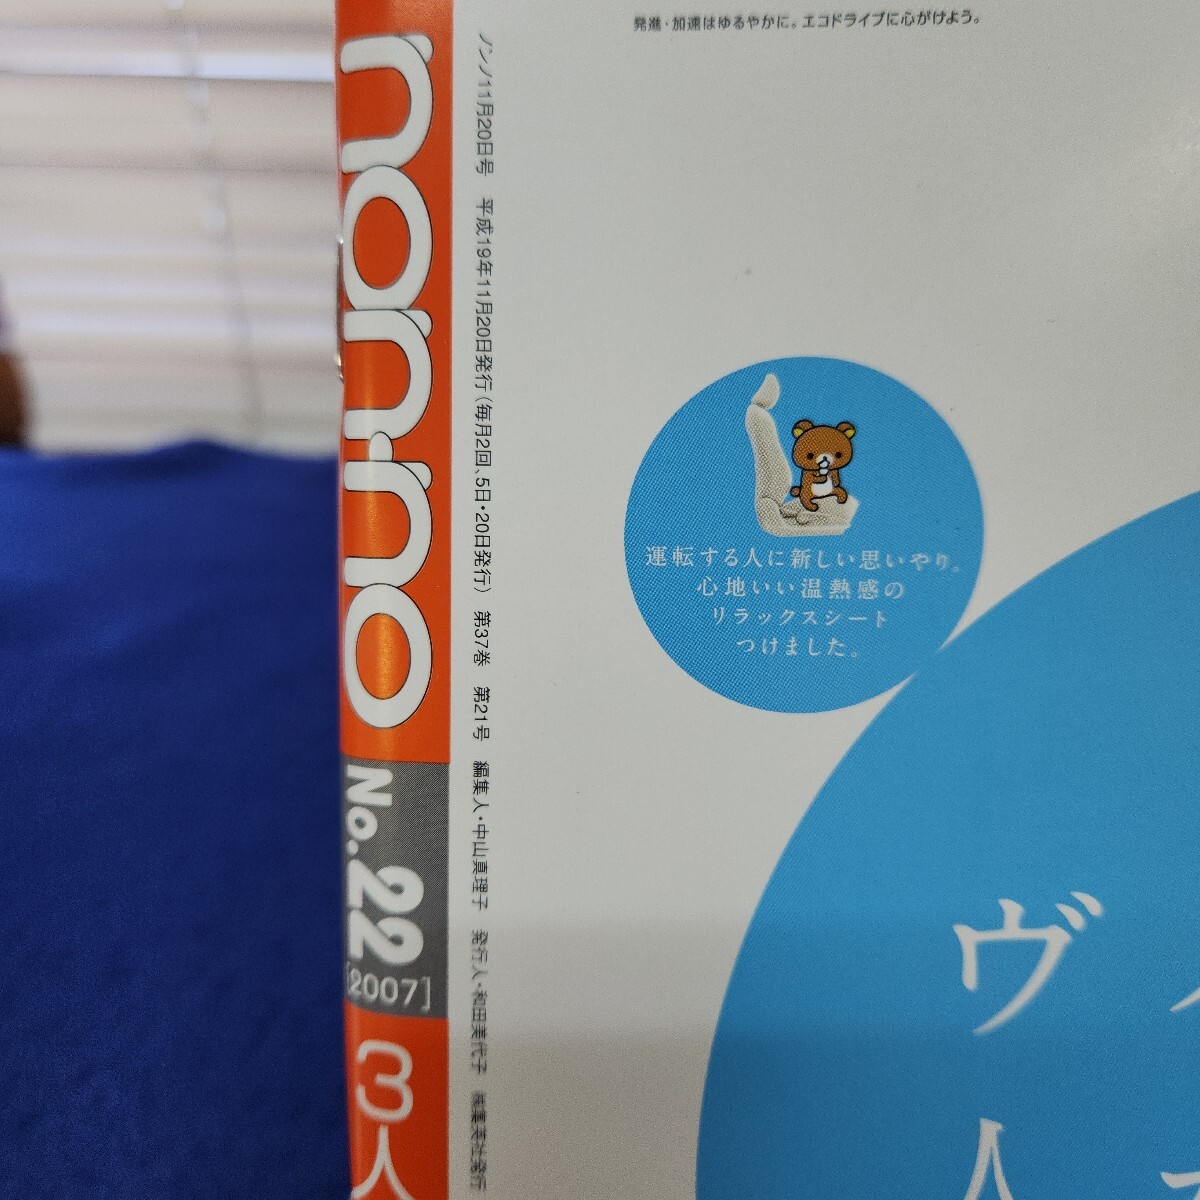 発進・加速はゆるやかに。エコドライブに心がけよう。
non・no
No.22
[2007]
3人
ノンノ11月20日号 平成19年11月20日発行(毎月2回、5日・20日発行) 第37巻 第21号 編集人・中山真理子 発行人・和田美代子 ㈱集英社発行
運転する人に新しい思いやり。
心地いい温熱感の
リラックスシート
つけました。
ヴ
人